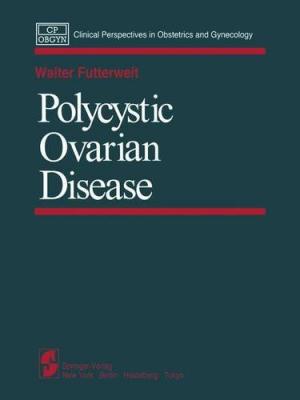 CP
OBGYN
Clinical Perspectives in Obstetrics and Gynecology
Walter Futterweit
Polycystic
Ovarian
Disease
Springer-Verlag
New York Berlin Heidelberg Tokyo